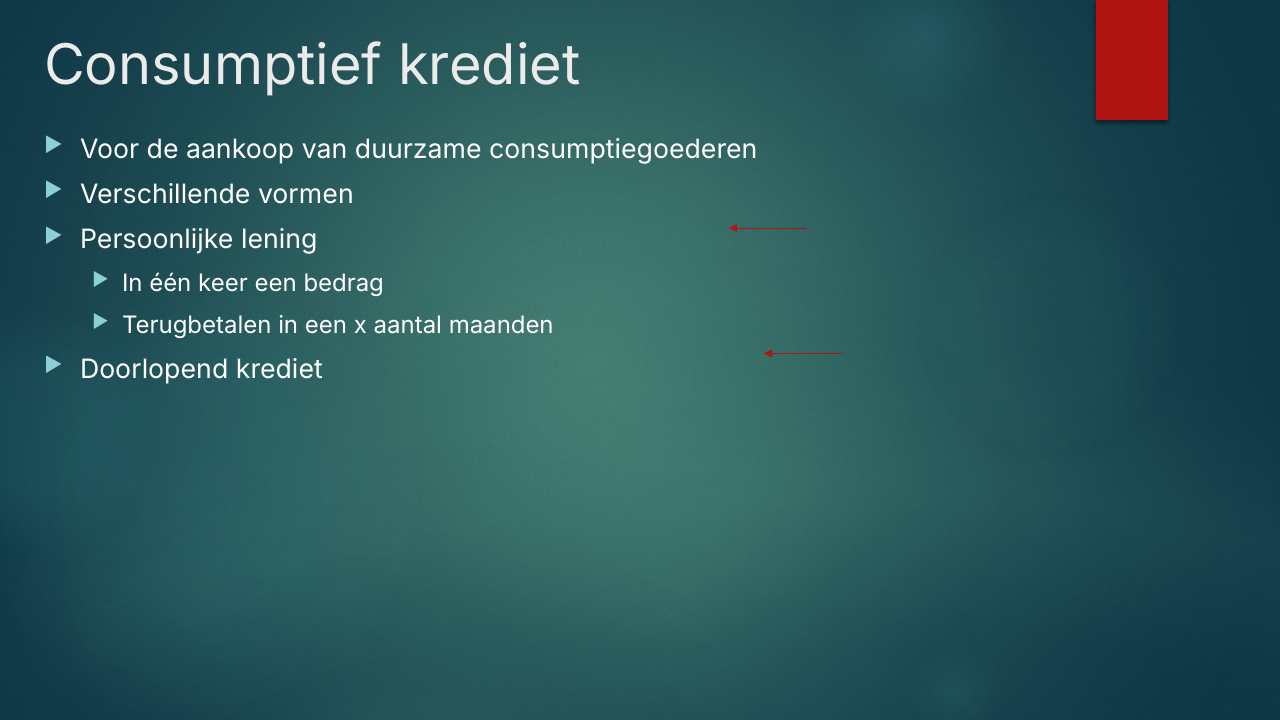 Consumptief krediet
Voor de aankoop van duurzame consumptiegoederen
Verschillende vormen
Persoonlijke lening
In één keer een bedrag
Terugbetalen in een x aantal maanden
Doorlopend krediet